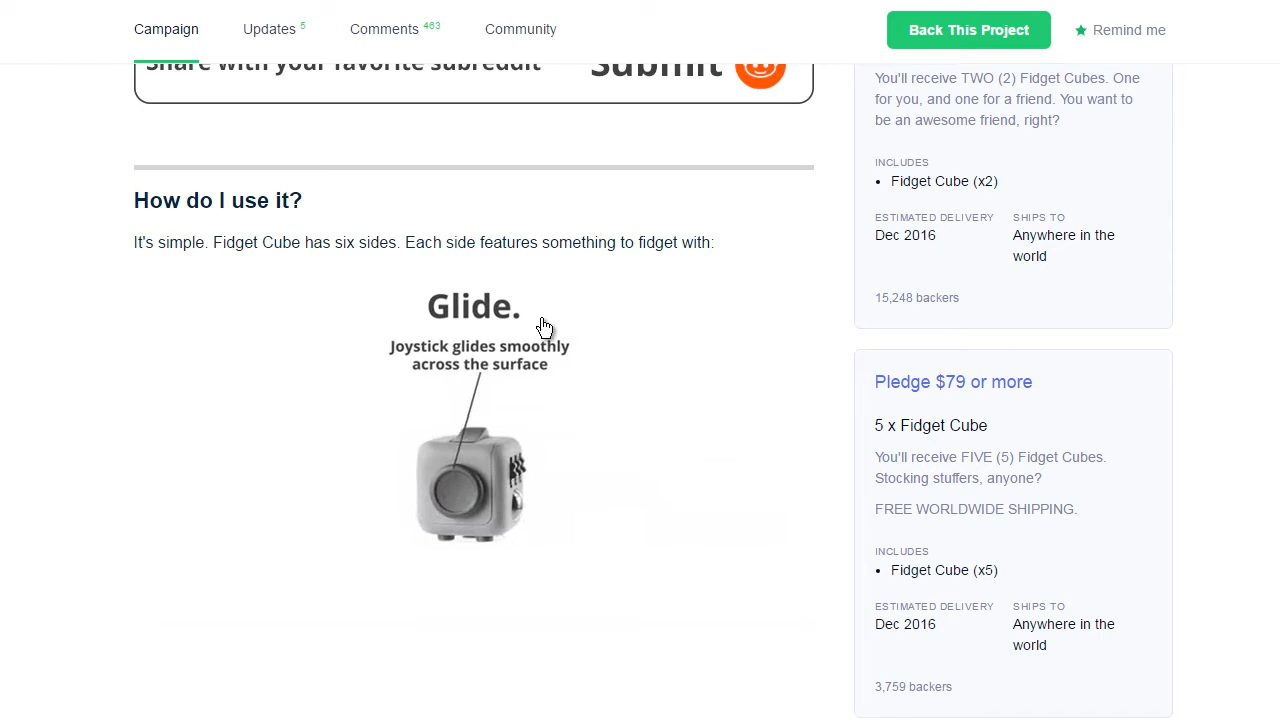 Campaign
Updates 5
Comments 463
Community
Back This Project
Remind me
Share with your favorite subreddit
Submit
How do I use it?
It's simple. Fidget Cube has six sides. Each side features something to fidget with:
Glide.
Joystick glides smoothly
across the surface
You'll receive TWO (2) Fidget Cubes. One
for you, and one for a friend. You want to
be an awesome friend, right?
INCLUDES
• Fidget Cube (x2)
ESTIMATED DELIVERY
Dec 2016
SHIPS TO
Anywhere in the
world
15,248 backers
Pledge $79 or more
5 x Fidget Cube
You'll receive FIVE (5) Fidget Cubes.
Stocking stuffers, anyone?
FREE WORLDWIDE SHIPPING.
INCLUDES
• Fidget Cube (x5)
ESTIMATED DELIVERY
Dec 2016
SHIPS TO
Anywhere in the
world
3,759 backers